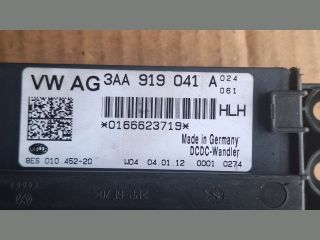 VW AG 3AA 919 041 A 024
061
HLH
*0166623719*
Made in Germany
DCDC-Wandler
Hella
8ES 010 452-20 W04 04.01.12 0001 0274